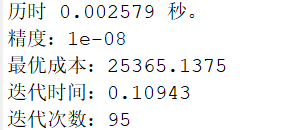 历时 0.002579 秒。
精度：1e-08
最优成本：25365.1375
迭代时间：0.10943
迭代次数：95